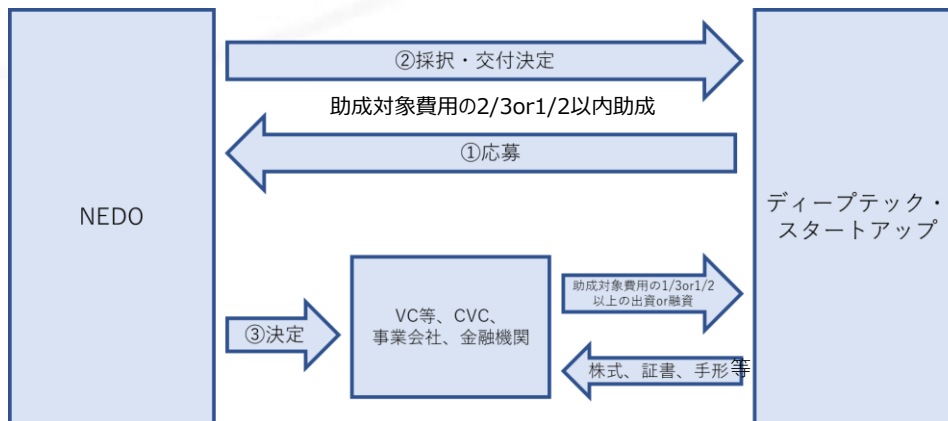 ②採択・交付決定
助成対象費用の2/3or1/2以内助成
①応募
NEDO
ディープテック・
スタートアップ
助成対象費用の1/3or1/2
以上の出資or融資
VC等、CVC、
事業会社、金融機関
③決定
株式、証書、手形等